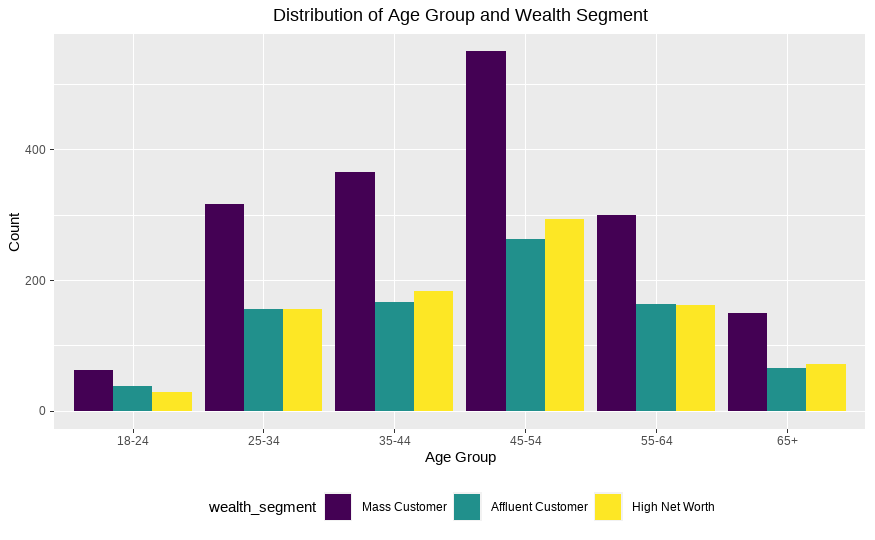 Distribution of Age Group and Wealth Segment
Count
400
200
0
18-24 25-34 35-44 45-54 55-64 65+
Age Group
wealth_segment Mass Customer Affluent Customer High Net Worth